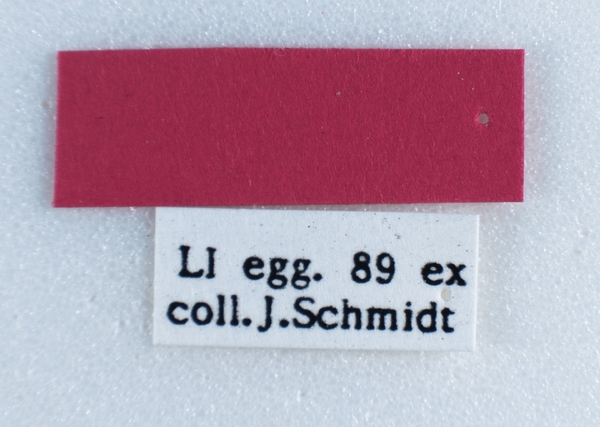 LI egg. 89 ex
coll. J. Schmidt